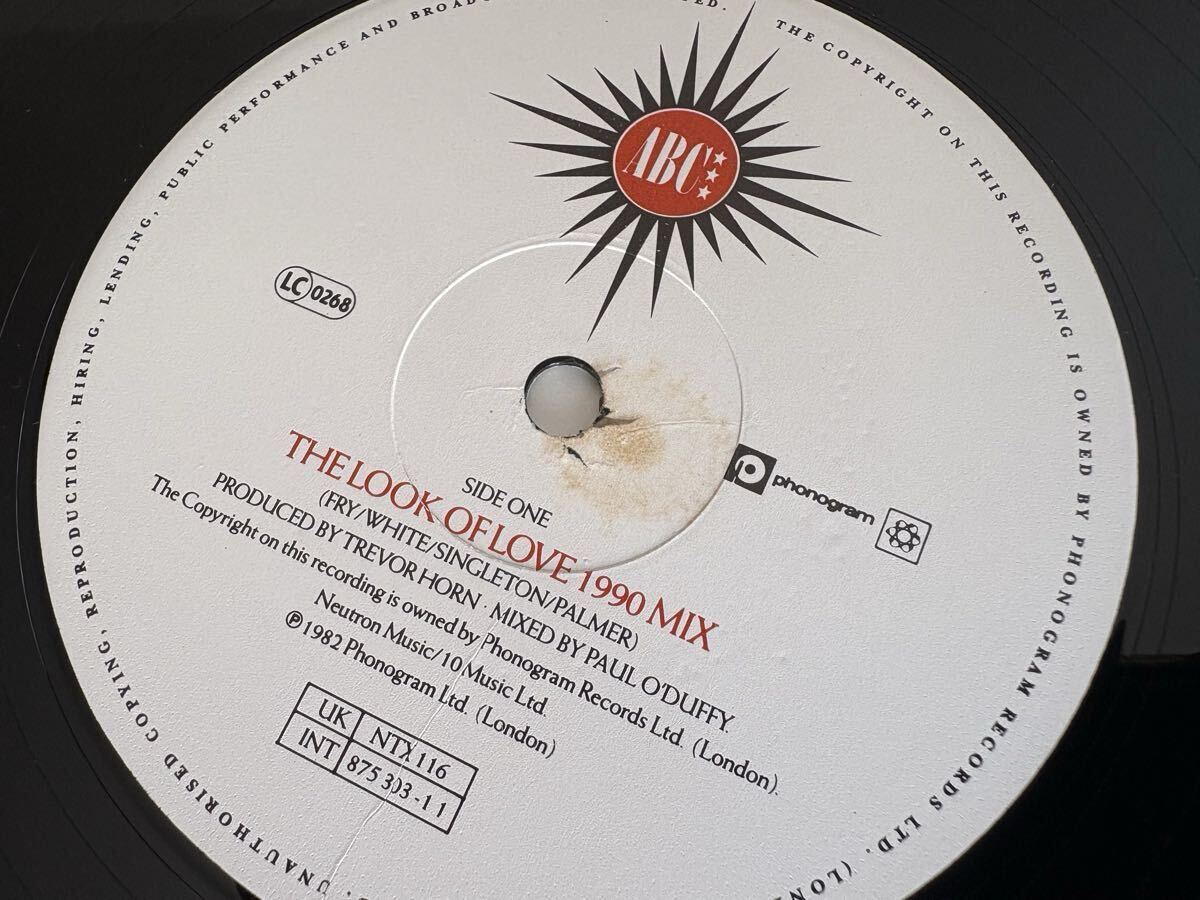 ABC
LC 0268
phonogram
SIDE ONE
THE LOOK OF LOVE 1990 MIX
(FRY/WHITE/SINGLETON/PALMER)
PRODUCED BY TREVOR HORN · MIXED BY PAUL O'DUFFY.
The Copyright on this recording is owned by Phonogram Records Ltd. (London).
Neutron Music/10 Music Ltd.
℗ 1982 Phonogram Ltd. (London)
UK NTX 116
INT 875 303-1 1
THE COPYRIGHT ON THIS RECORDING IS OWNED BY PHONOGRAM RECORDS LTD. (LON
UNAUTHORISED COPYING, REPRODUCTION, HIRING, LENDING, PUBLIC PERFORMANCE AND BROAD